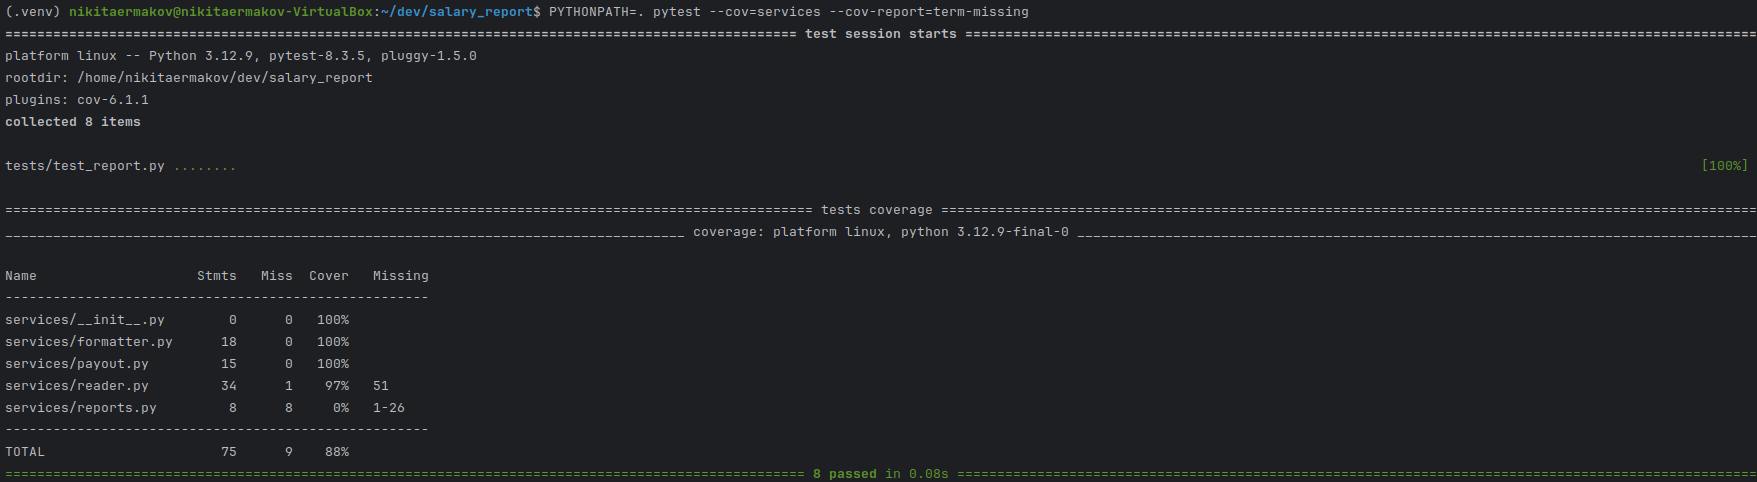 (.venv) nikitaermakov@nikitaermakov-VirtualBox:~/dev/salary_report$ PYTHONPATH=. pytest --cov=services --cov-report=term-missing
=================================================================================================== test session starts ===================================================================================================
platform linux -- Python 3.12.9, pytest-8.3.5, pluggy-1.5.0
rootdir: /home/nikitaermakov/dev/salary_report
plugins: cov-6.1.1
collected 8 items
tests/test_report.py ........ [100%]
===================================================================================================== tests coverage ======================================================================================================
_____________________________________________________________________________________ coverage: platform linux, python 3.12.9-final-0 _____________________________________________________________________________________
Name                    Stmts   Miss  Cover   Missing
-----------------------------------------------------
services/__init__.py        0      0   100%
services/formatter.py      18      0   100%
services/payout.py         15      0   100%
services/reader.py         34      1    97%   51
services/reports.py         8      8     0%   1-26
-----------------------------------------------------
TOTAL                      75      9    88%
==================================================================================================== 8 passed in 0.08s ====================================================================================================